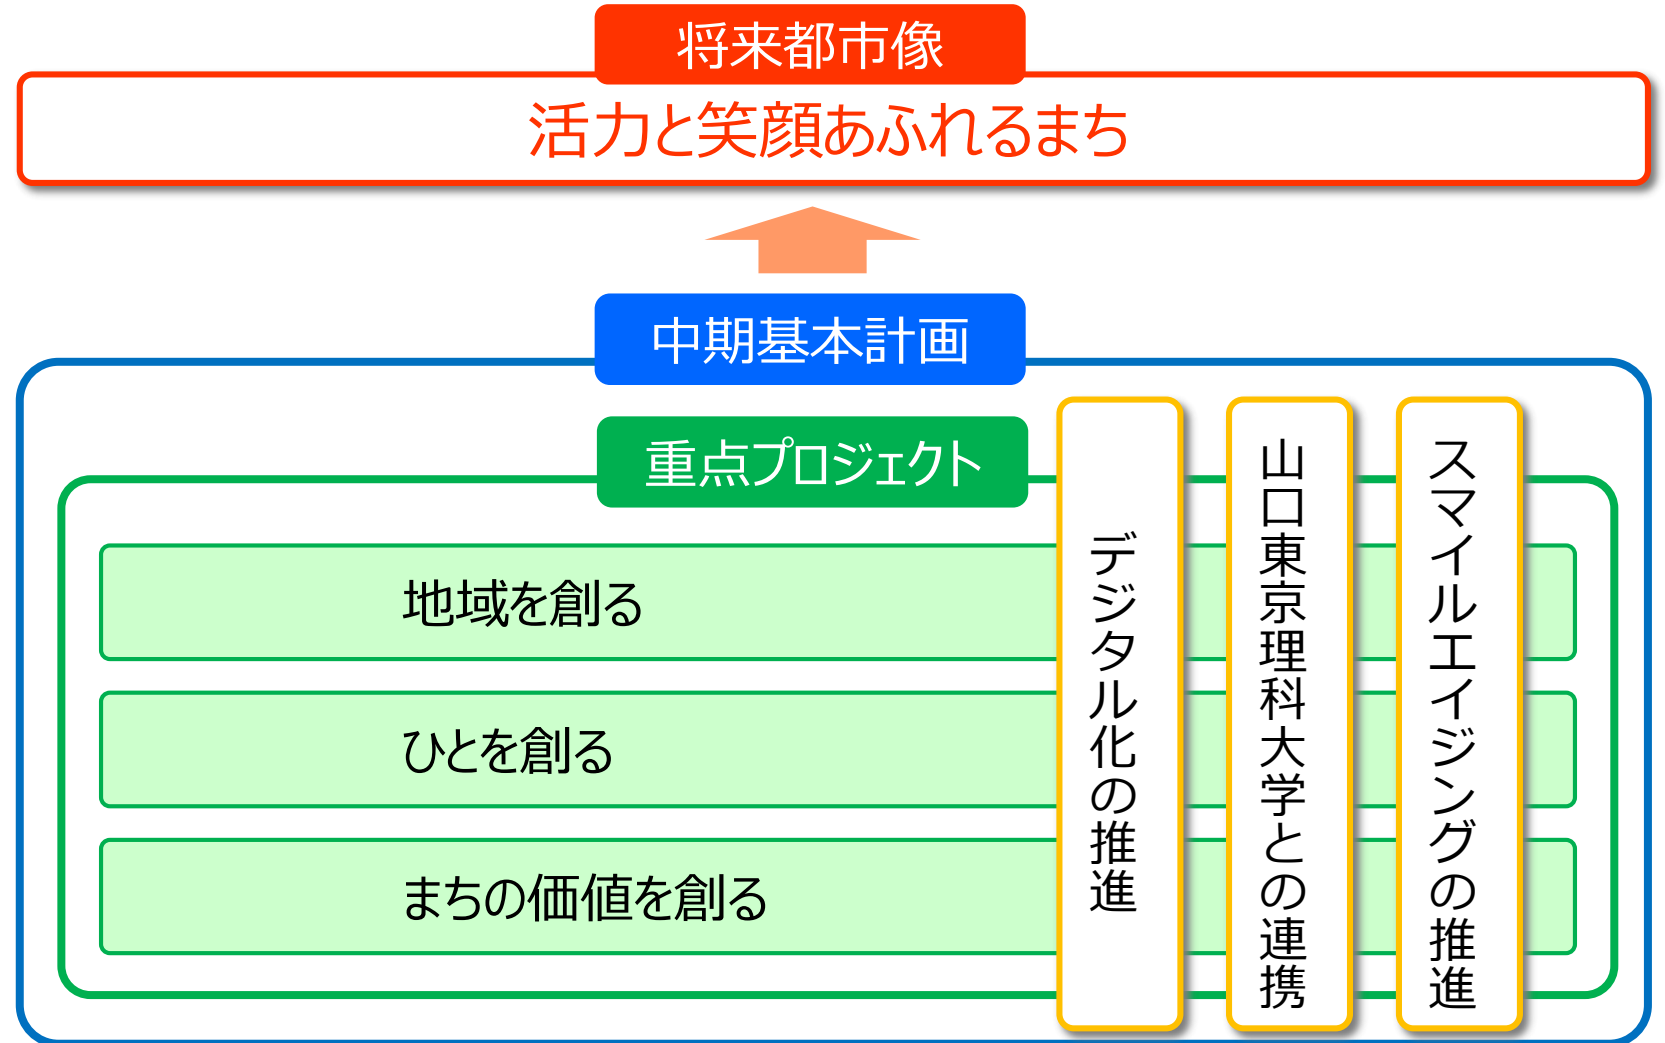 将来都市像
活力と笑顔あふれるまち
中期基本計画
重点プロジェクト
地域を創る
ひとを創る
まちの価値を創る
デジタル化の推進
山口東京理科大学との連携
スマイルエイジングの推進